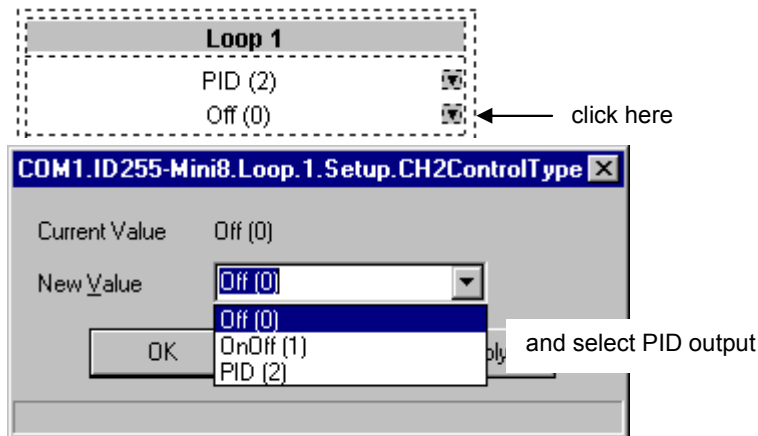 Loop 1
PID (2)
Off (0)
click here
COM1.ID255-Mini8.Loop.1.Setup.CH2ControlType
Current Value Off (0)
New Value Off (0)
Off (0)
OnOff (1)
PID (2)
OK
and select PID output